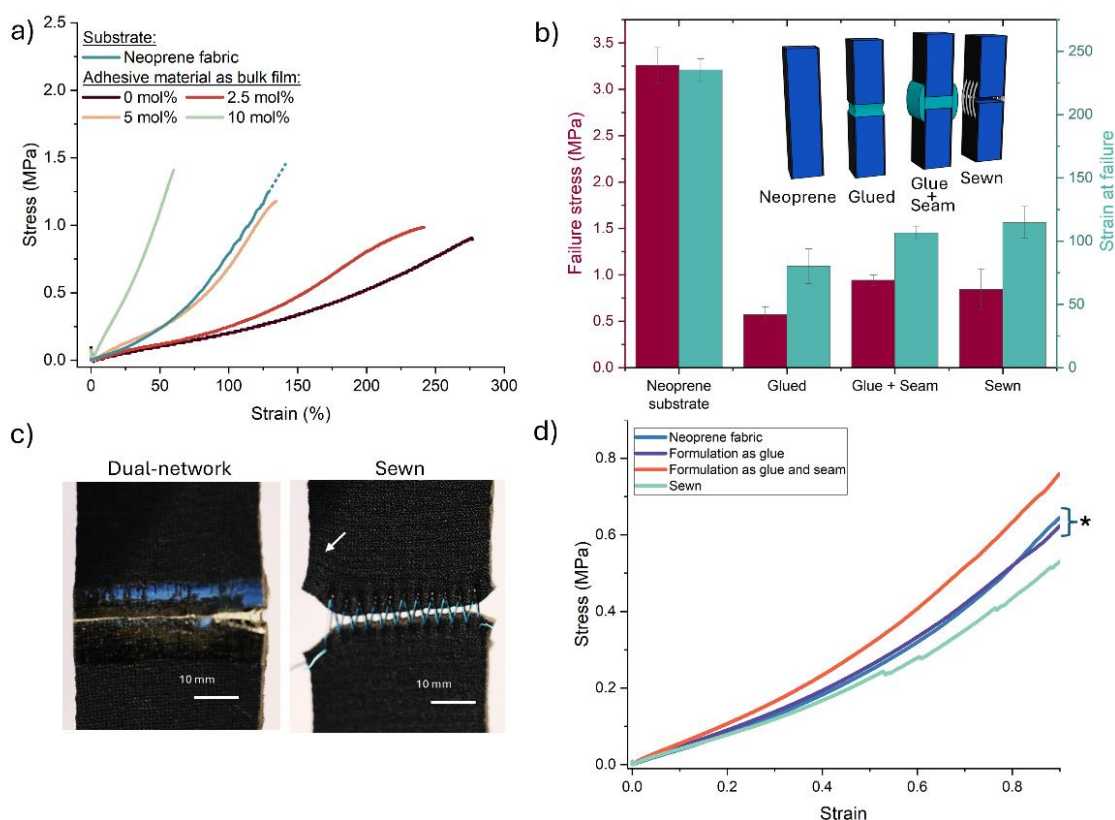 a)
2.5
2.0
1.5
1.0
0.5
0.0
Stress (MPa)
Substrate:
Neoprene fabric
Adhesive material as bulk film:
0 mol% 2.5 mol%
5 mol% 10 mol%
0 50 100 150 200 250 300
Strain (%)
b)
3.5
3.0
2.5
2.0
1.5
1.0
0.5
0.0
Failure stress (MPa)
Neoprene
Glued
Glue
+
Seam
Sewn
250
200
150
100
50
0
Strain at failure
Neoprene
substrate
Glued
Glue + Seam
Sewn
c)
Dual-network
10 mm
Sewn
10 mm
d)
Neoprene fabric
Formulation as glue
Formulation as glue and seam
Sewn
*
0.8
0.6
0.4
0.2
0.0
Stress (MPa)
0.0 0.2 0.4 0.6 0.8
Strain